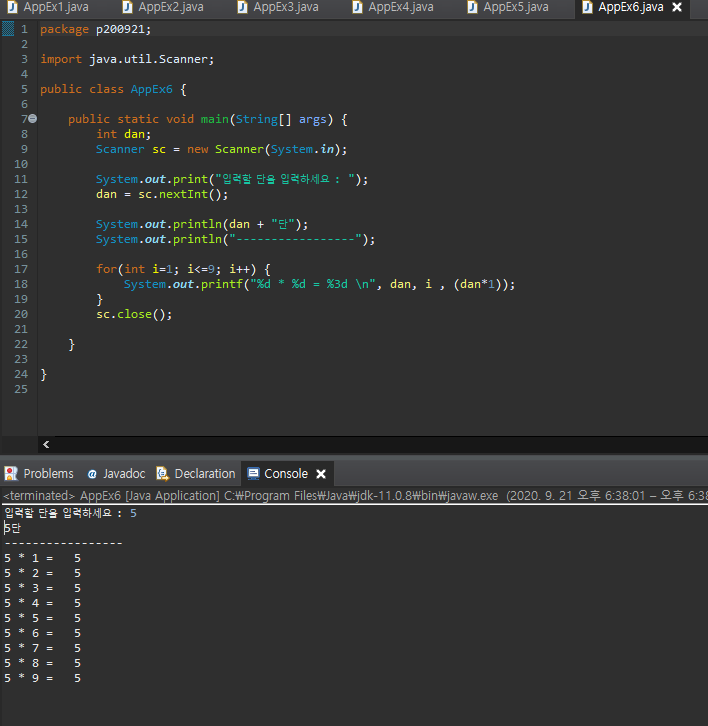 AppEx1.java AppEx2.java AppEx3.java AppEx4.java AppEx5.java AppEx6.java
1 package p200921;
2
3 import java.util.Scanner;
4
5 public class AppEx6 {
6
7 public static void main(String[] args) {
8 int dan;
9 Scanner sc = new Scanner(System.in);
10
11 System.out.print("입력할 단을 입력하세요 : ");
12 dan = sc.nextInt();
13
14 System.out.println(dan + "단");
15 System.out.println("-----------------");
16
17 for(int i=1; i<=9; i++) {
18 System.out.printf("%d * %d = %3d \n", dan, i , (dan*1));
19 }
20 sc.close();
21
22 }
23
24 }
25
Problems @ Javadoc Declaration Console
<terminated> AppEx6 [Java Application] C:₩Program Files₩Java₩jdk-11.0.8₩bin₩javaw.exe (2020. 9. 21 오후 6:38:01 – 오후 6:38
입력할 단을 입력하세요 : 5
5단
-----------------
5 * 1 =   5
5 * 2 =   5
5 * 3 =   5
5 * 4 =   5
5 * 5 =   5
5 * 6 =   5
5 * 7 =   5
5 * 8 =   5
5 * 9 =   5